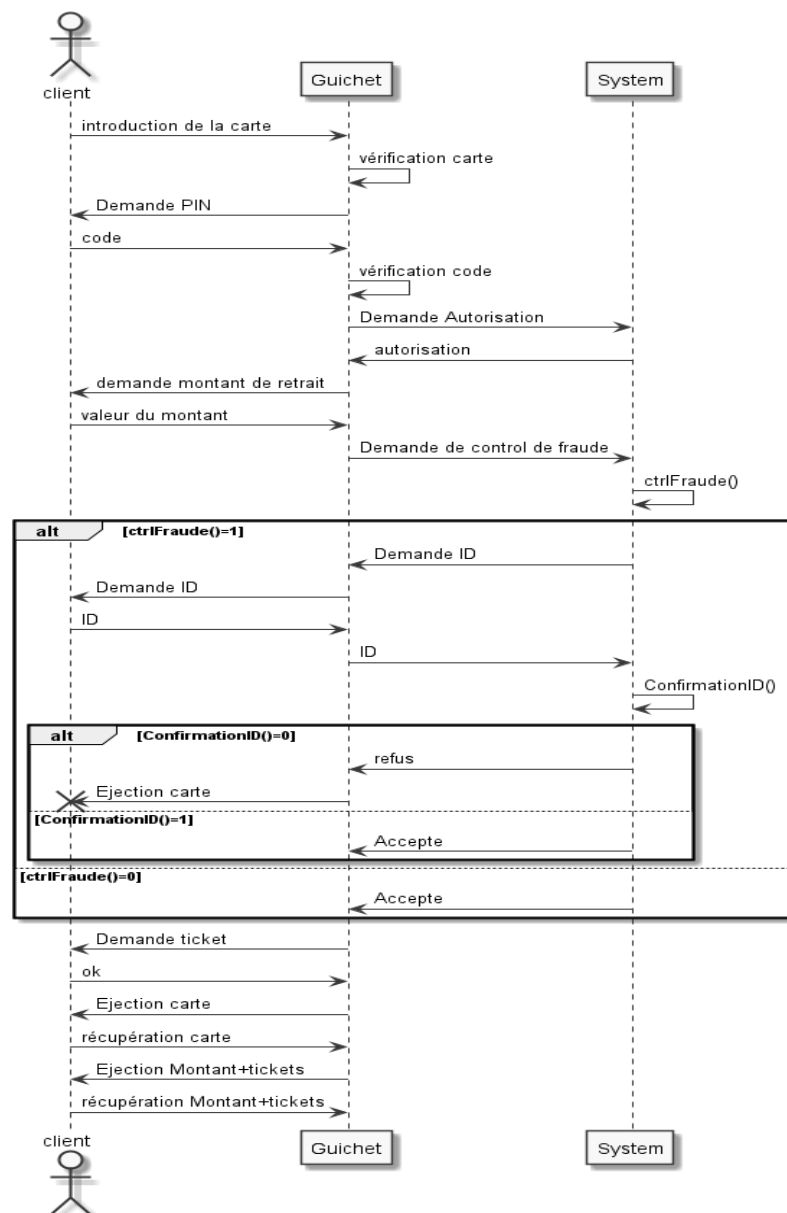 client
Guichet
System
introduction de la carte
vérification carte
Demande PIN
code
vérification code
Demande Autorisation
autorisation
demande montant de retrait
valeur du montant
Demande de control de fraude
ctrlFraude()
alt [ctrlFraude()=1]
Demande ID
Demande ID
ID
ID
ConfirmationID()
alt [ConfirmationID()=0]
refus
Ejection carte
[ConfirmationID()=1]
Accepte
[ctrlFraude()=0]
Accepte
Demande ticket
ok
Ejection carte
récupération carte
Ejection Montant+tickets
récupération Montant+tickets
client
Guichet
System